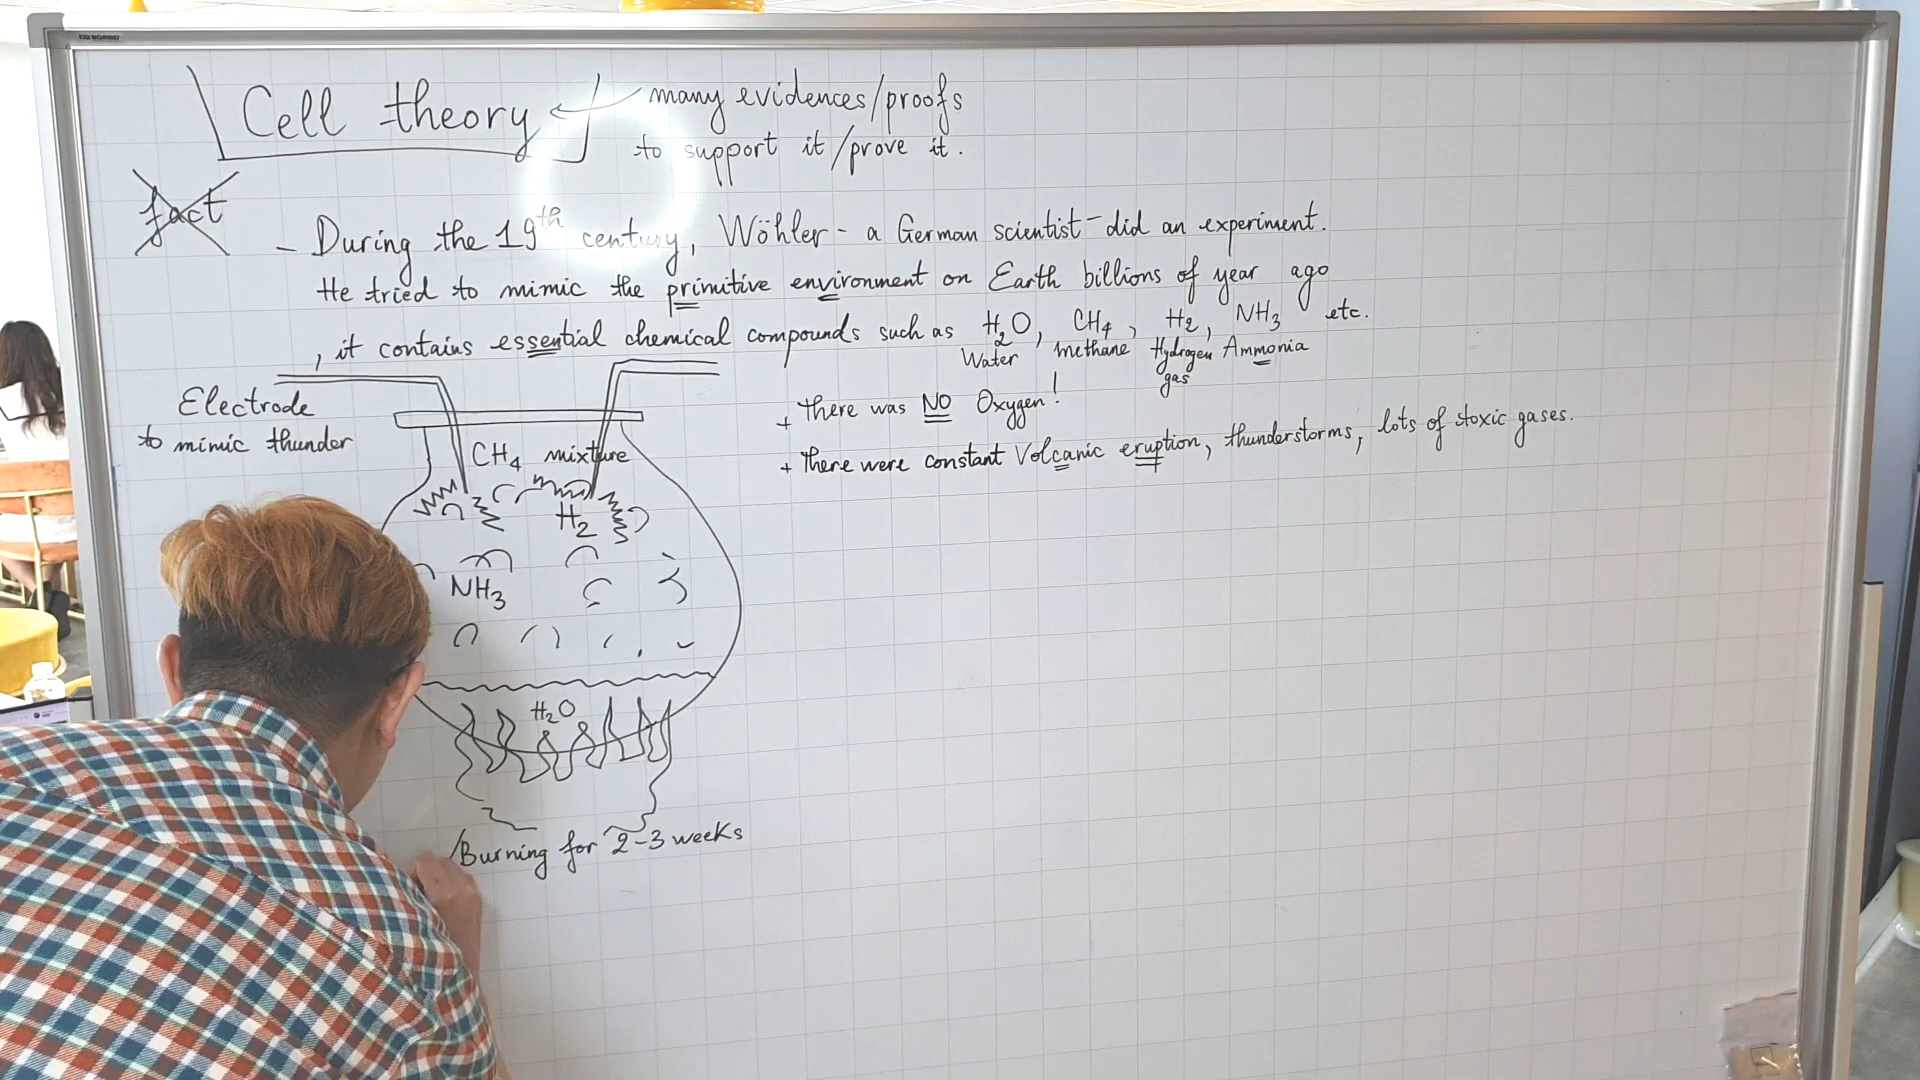 Cell theory
many evidences/proofs
to support it/prove it.
fact
- During the 19th century, Wöhler - a German scientist - did an experiment.
He tried to mimic the primitive environment on Earth billions of year ago
, it contains essential chemical compounds such as H2O, CH4, H2, NH3 etc.
Water methane Hydrogen gas Ammonia
+ there was NO Oxygen!
+ there were constant Volcanic eruption, thunderstorms, lots of toxic gases.
Electrode
to mimic thunder
CH4 mixture
H2
NH3
H2O
Burning for 2-3 weeks